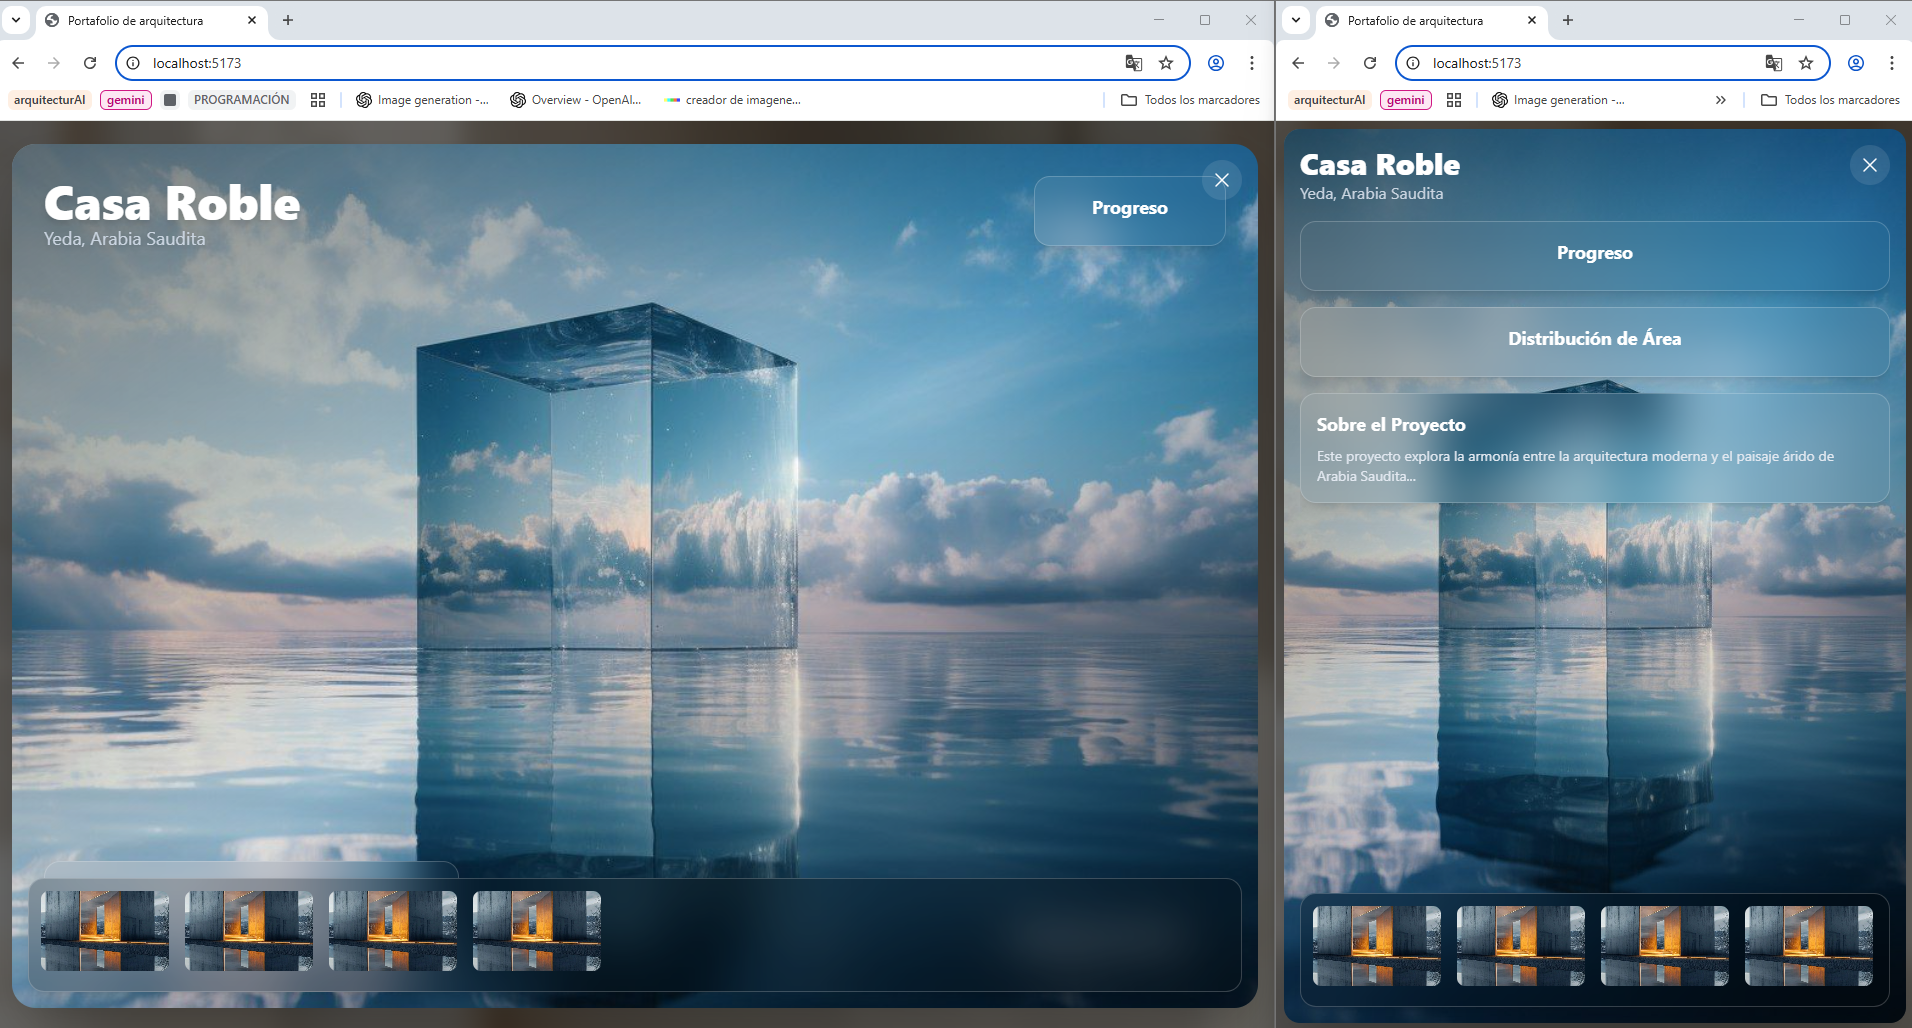 Portafolio de arquitectura
localhost:5173
arquitecturAI
gemini
PROGRAMACIÓN
Image generation -...
Overview - OpenAI...
creador de imagene...
Todos los marcadores
Casa Roble
Yeda, Arabia Saudita
Progreso
Portafolio de arquitectura
localhost:5173
arquitecturAI
gemini
Image generation -...
Todos los marcadores
Casa Roble
Yeda, Arabia Saudita
Progreso
Distribución de Área
Sobre el Proyecto
Este proyecto explora la armonía entre la arquitectura moderna y el paisaje árido de
Arabia Saudita...